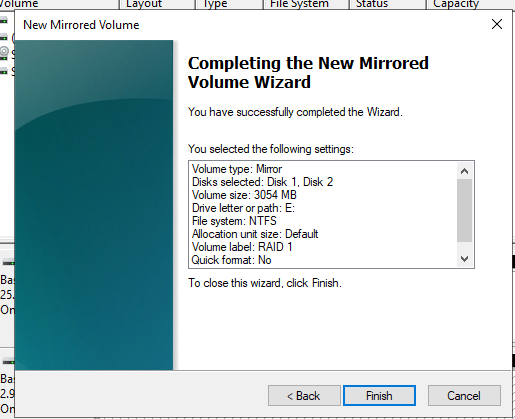 Volume Layout Type File System Status Capacity
New Mirrored Volume
Completing the New Mirrored
Volume Wizard
You have successfully completed the Wizard.
You selected the following settings:
Volume type: Mirror
Disks selected: Disk 1, Disk 2
Volume size: 3054 MB
Drive letter or path: E:
File system: NTFS
Allocation unit size: Default
Volume label: RAID 1
Quick format: No
To close this wizard, click Finish.
Bas
25.
On
Ba
2.9
On
< Back Finish Cancel